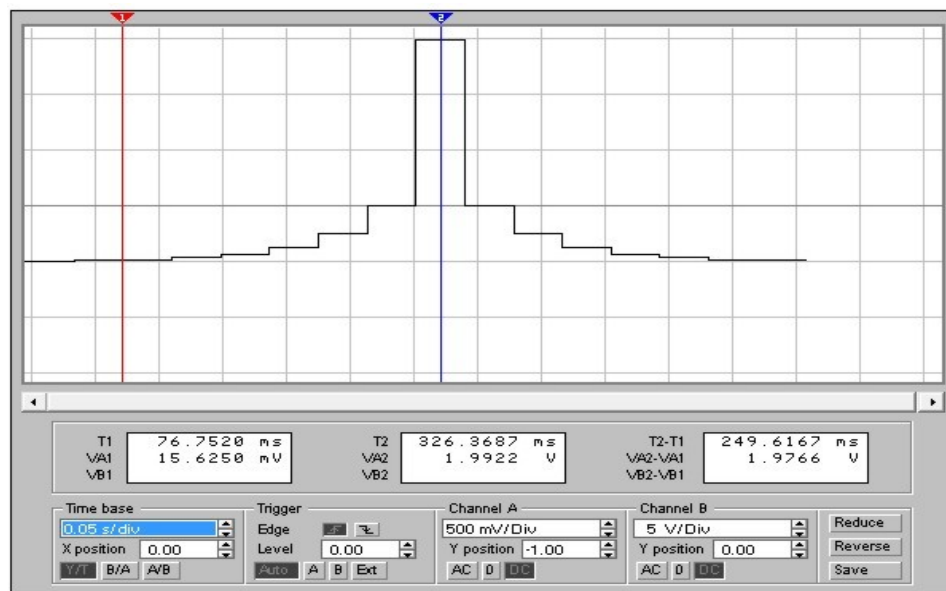 1 2
T1 76.7520 ms T2 326.3687 ms T2-T1 249.6167 ms
VA1 15.6250 mV VA2 1.9922 V VA2-VA1 1.9766 V
VB1 VB2 VB2-VB1
Time base Trigger Channel A Channel B
0.05 s/div Edge 500 mV/Div 5 V/Div Reduce
X position 0.00 Level 0.00 Y position -1.00 Y position 0.00 Reverse
Y/T B/A A/B Auto A B Ext AC 0 DC AC 0 DC Save